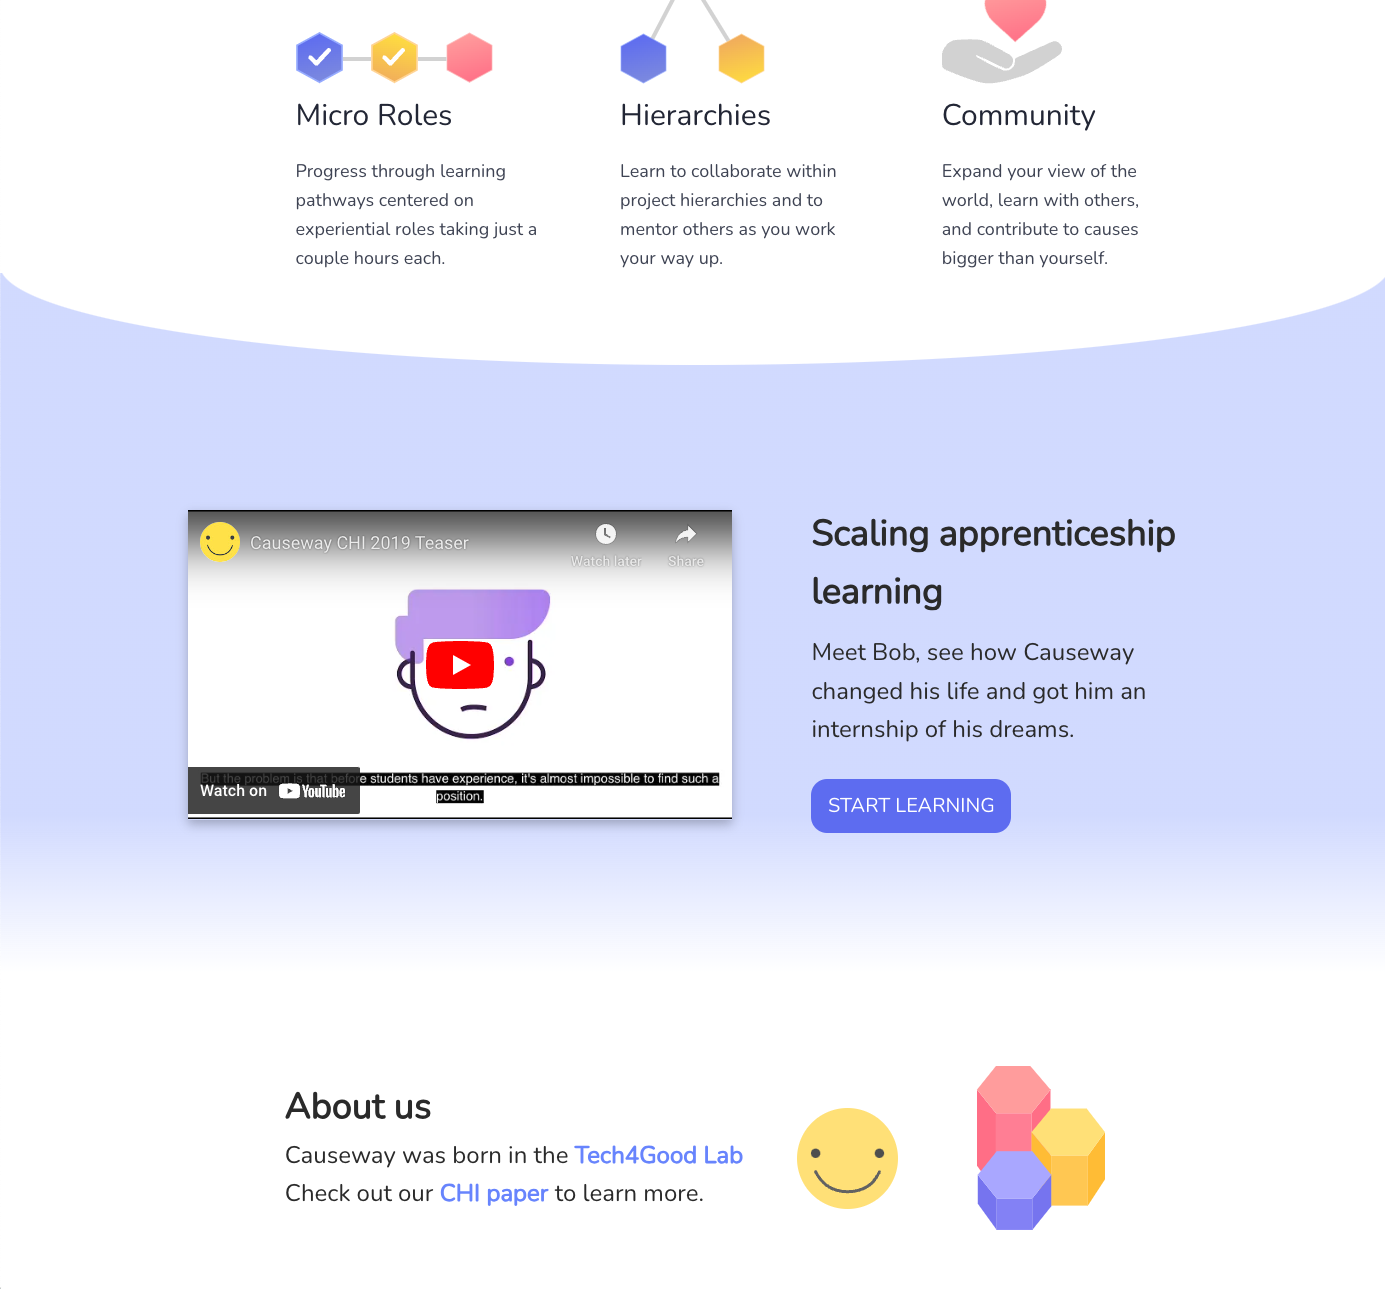 Micro Roles
Progress through learning
pathways centered on
experiential roles taking just a
couple hours each.
Hierarchies
Learn to collaborate within
project hierarchies and to
mentor others as you work
your way up.
Community
Expand your view of the
world, learn with others,
and contribute to causes
bigger than yourself.
Causeway CHI 2019 Teaser
Watch later
Share
But the problem is that before students have experience, it's almost impossible to find such a
position.
Watch on YouTube
Scaling apprenticeship
learning
Meet Bob, see how Causeway
changed his life and got him an
internship of his dreams.
START LEARNING
About us
Causeway was born in the Tech4Good Lab
Check out our CHI paper to learn more.